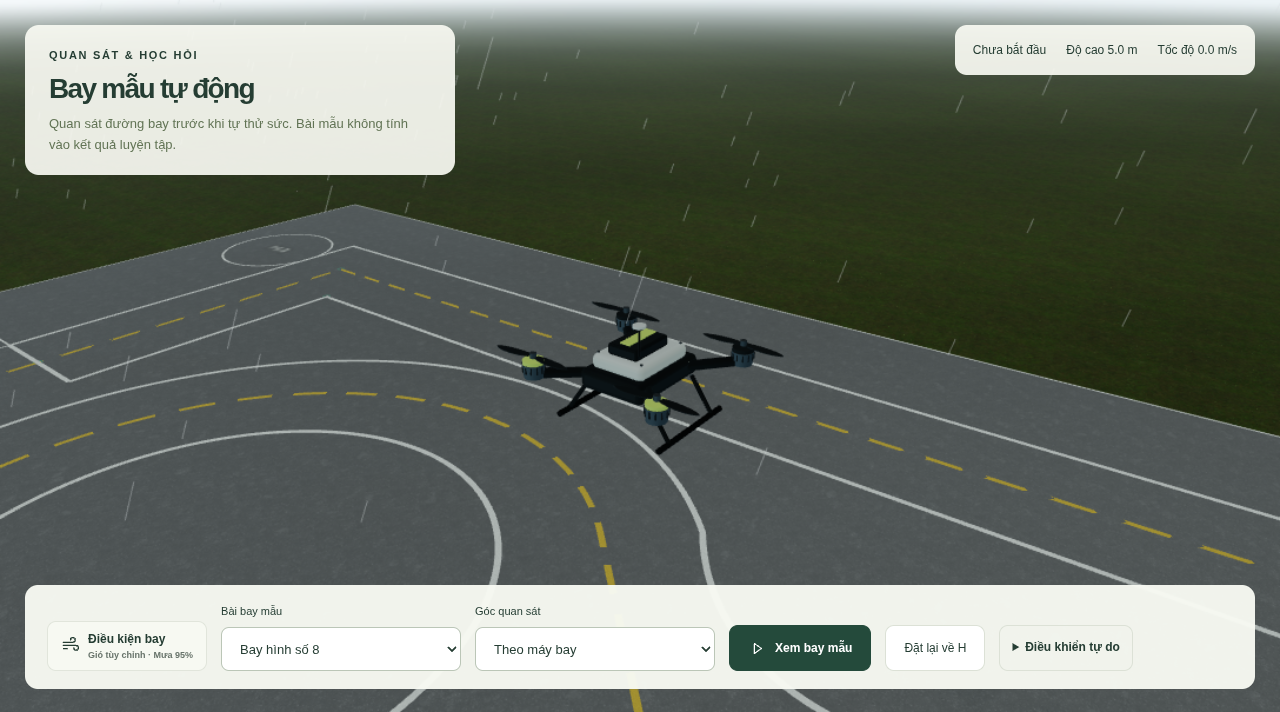 QUAN SÁT & HỌC HỎI
Bay mẫu tự động
Quan sát đường bay trước khi tự thử sức. Bài mẫu không tính
vào kết quả luyện tập.
Chưa bắt đầu Độ cao 5.0 m Tốc độ 0.0 m/s
Điều kiện bay
Gió tùy chỉnh · Mưa 95%
Bài bay mẫu
Bay hình số 8
Góc quan sát
Theo máy bay
Xem bay mẫu
Đặt lại về H
Điều khiển tự do